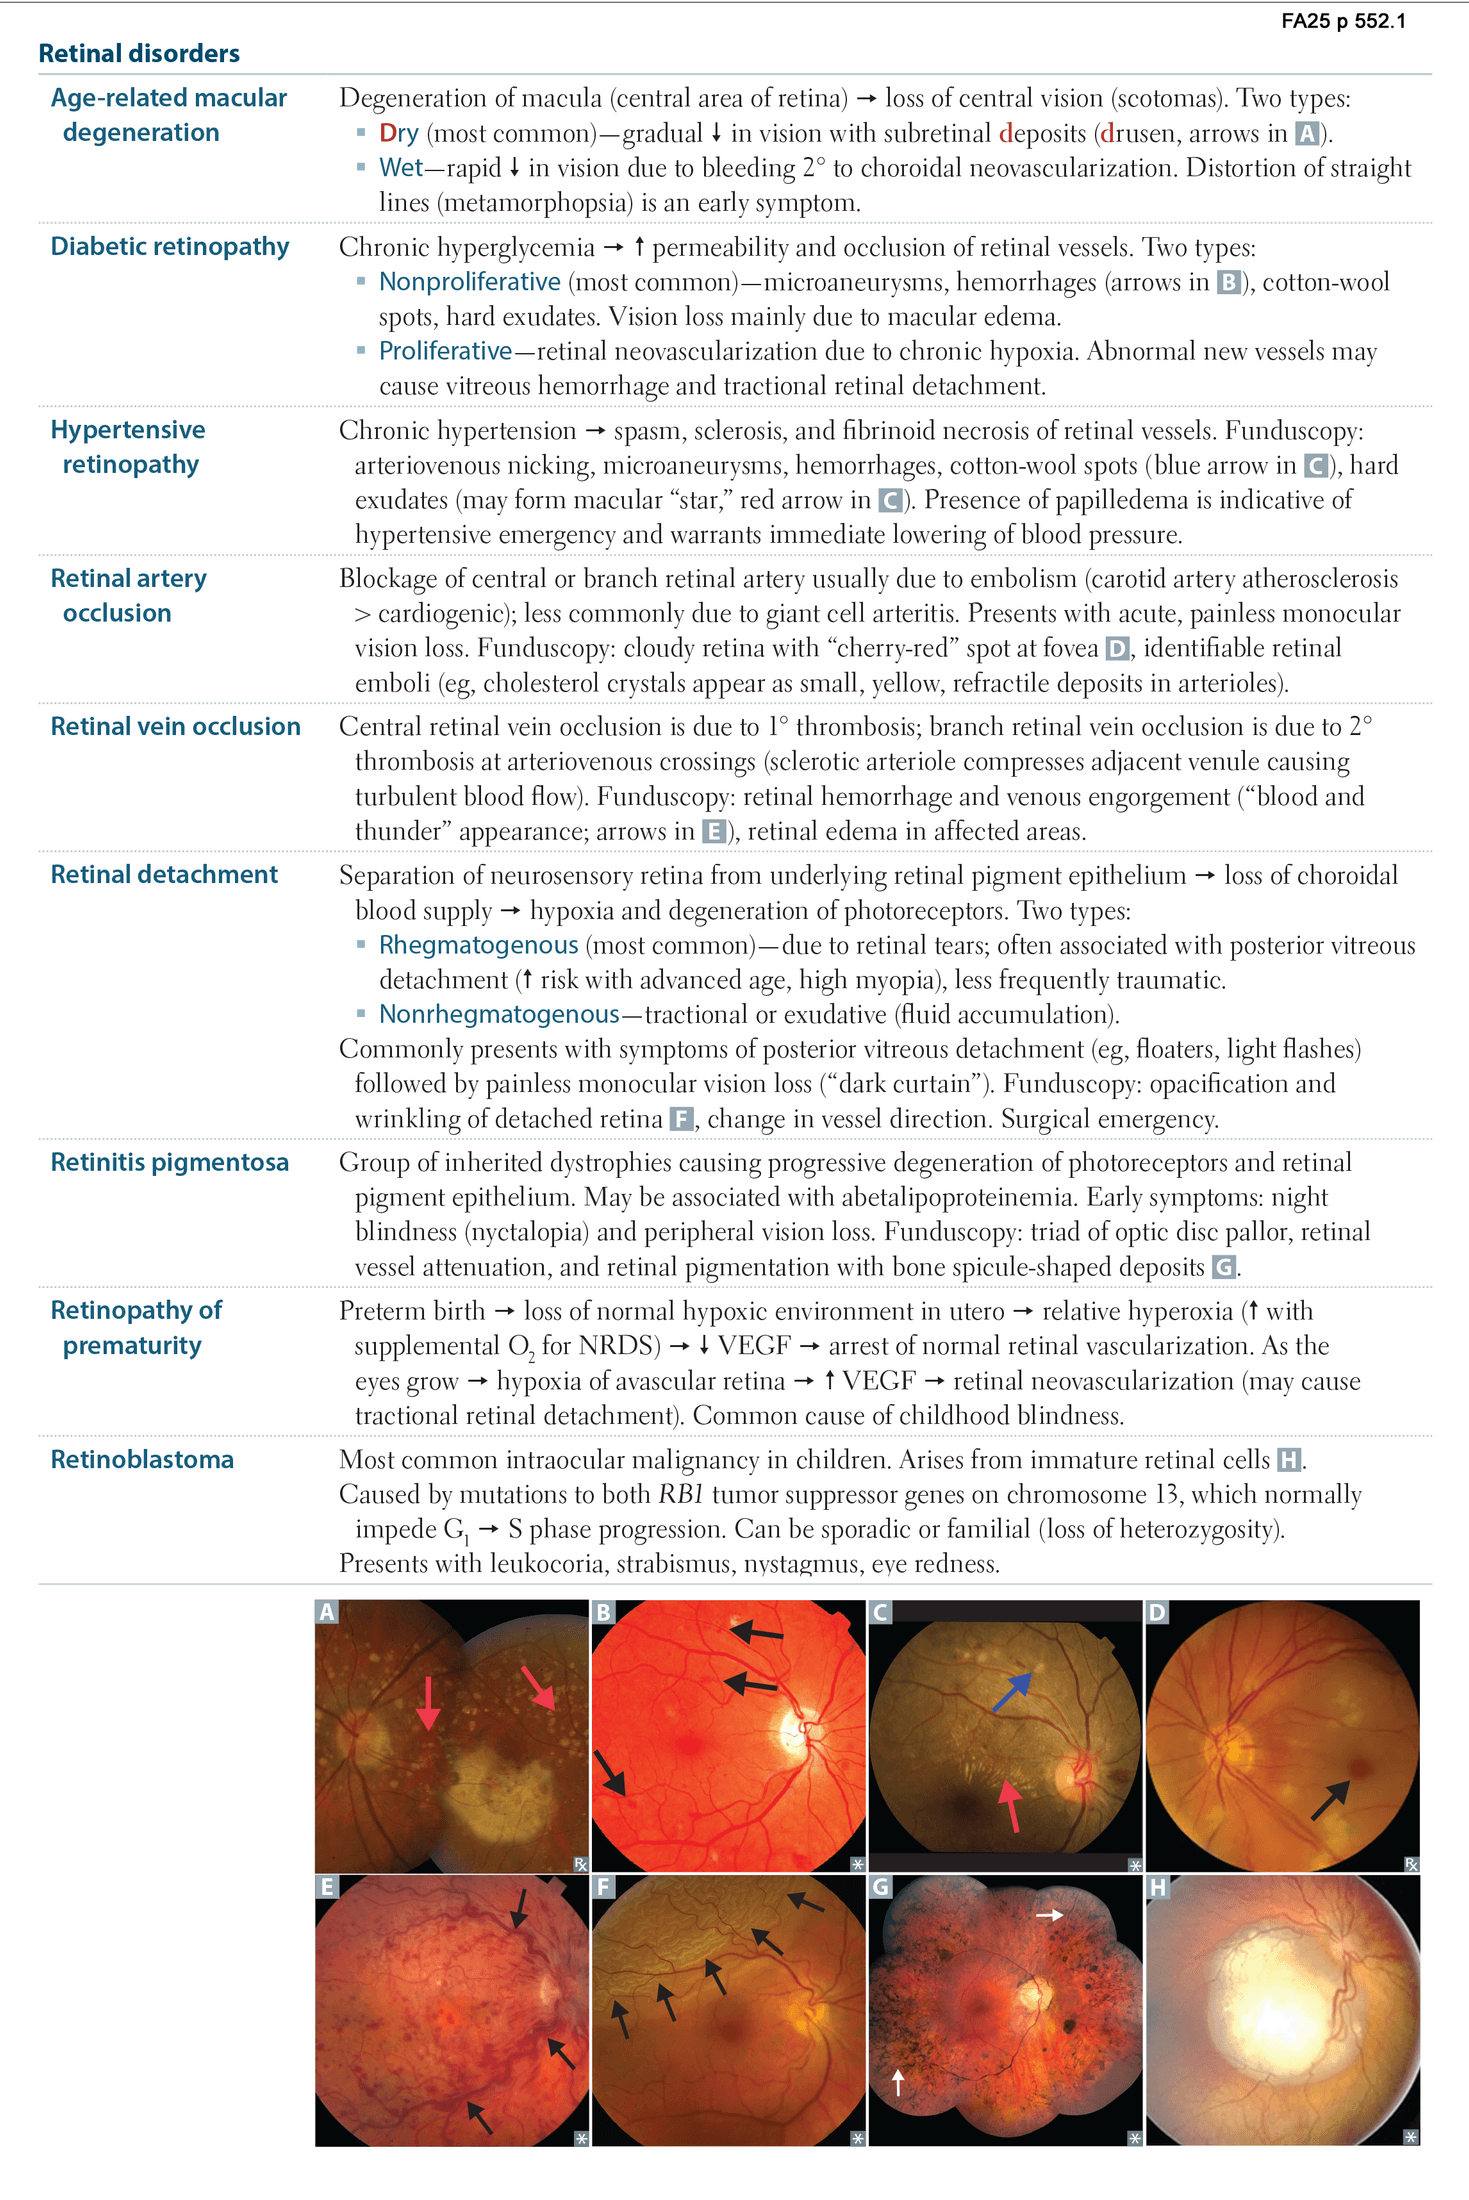 FA25 p 552.1
Retinal disorders
Age-related macular degeneration
Degeneration of macula (central area of retina) → loss of central vision (scotomas). Two types:
▪ Dry (most common)—gradual ↓ in vision with subretinal deposits (drusen, arrows in A).
▪ Wet—rapid ↓ in vision due to bleeding 2° to choroidal neovascularization. Distortion of straight
lines (metamorphopsia) is an early symptom.
Diabetic retinopathy
Chronic hyperglycemia → ↑ permeability and occlusion of retinal vessels. Two types:
▪ Nonproliferative (most common)—microaneurysms, hemorrhages (arrows in B), cotton-wool
spots, hard exudates. Vision loss mainly due to macular edema.
▪ Proliferative—retinal neovascularization due to chronic hypoxia. Abnormal new vessels may
cause vitreous hemorrhage and tractional retinal detachment.
Hypertensive
retinopathy
Chronic hypertension → spasm, sclerosis, and fibrinoid necrosis of retinal vessels. Funduscopy:
arteriovenous nicking, microaneurysms, hemorrhages, cotton-wool spots (blue arrow in C), hard
exudates (may form macular “star,” red arrow in C). Presence of papilledema is indicative of
hypertensive emergency and warrants immediate lowering of blood pressure.
Retinal artery
occlusion
Blockage of central or branch retinal artery usually due to embolism (carotid artery atherosclerosis
> cardiogenic); less commonly due to giant cell arteritis. Presents with acute, painless monocular
vision loss. Funduscopy: cloudy retina with “cherry-red” spot at fovea D, identifiable retinal
emboli (eg, cholesterol crystals appear as small, yellow, refractile deposits in arterioles).
Retinal vein occlusion
Central retinal vein occlusion is due to 1° thrombosis; branch retinal vein occlusion is due to 2°
thrombosis at arteriovenous crossings (sclerotic arteriole compresses adjacent venule causing
turbulent blood flow). Funduscopy: retinal hemorrhage and venous engorgement (“blood and
thunder” appearance; arrows in E), retinal edema in affected areas.
Retinal detachment
Separation of neurosensory retina from underlying retinal pigment epithelium → loss of choroidal
blood supply → hypoxia and degeneration of photoreceptors. Two types:
▪ Rhegmatogenous (most common)—due to retinal tears; often associated with posterior vitreous
detachment (↑ risk with advanced age, high myopia), less frequently traumatic.
▪ Nonrhegmatogenous—tractional or exudative (fluid accumulation).
Commonly presents with symptoms of posterior vitreous detachment (eg, floaters, light flashes)
followed by painless monocular vision loss (“dark curtain”). Funduscopy: opacification and
wrinkling of detached retina F, change in vessel direction. Surgical emergency.
Retinitis pigmentosa
Group of inherited dystrophies causing progressive degeneration of photoreceptors and retinal
pigment epithelium. May be associated with abetalipoproteinemia. Early symptoms: night
blindness (nyctalopia) and peripheral vision loss. Funduscopy: triad of optic disc pallor, retinal
vessel attenuation, and retinal pigmentation with bone spicule-shaped deposits G.
Retinopathy of
prematurity
Preterm birth → loss of normal hypoxic environment in utero → relative hyperoxia (↑ with
supplemental O₂ for NRDS) → ↓ VEGF → arrest of normal retinal vascularization. As the
eyes grow → hypoxia of avascular retina → ↑ VEGF → retinal neovascularization (may cause
tractional retinal detachment). Common cause of childhood blindness.
Retinoblastoma
Most common intraocular malignancy in children. Arises from immature retinal cells H.
Caused by mutations to both RB1 tumor suppressor genes on chromosome 13, which normally
impede G₁ → S phase progression. Can be sporadic or familial (loss of heterozygosity).
Presents with leukocoria, strabismus, nystagmus, eye redness.
A B C D
℞ * * ℞
E F G H
* * * *